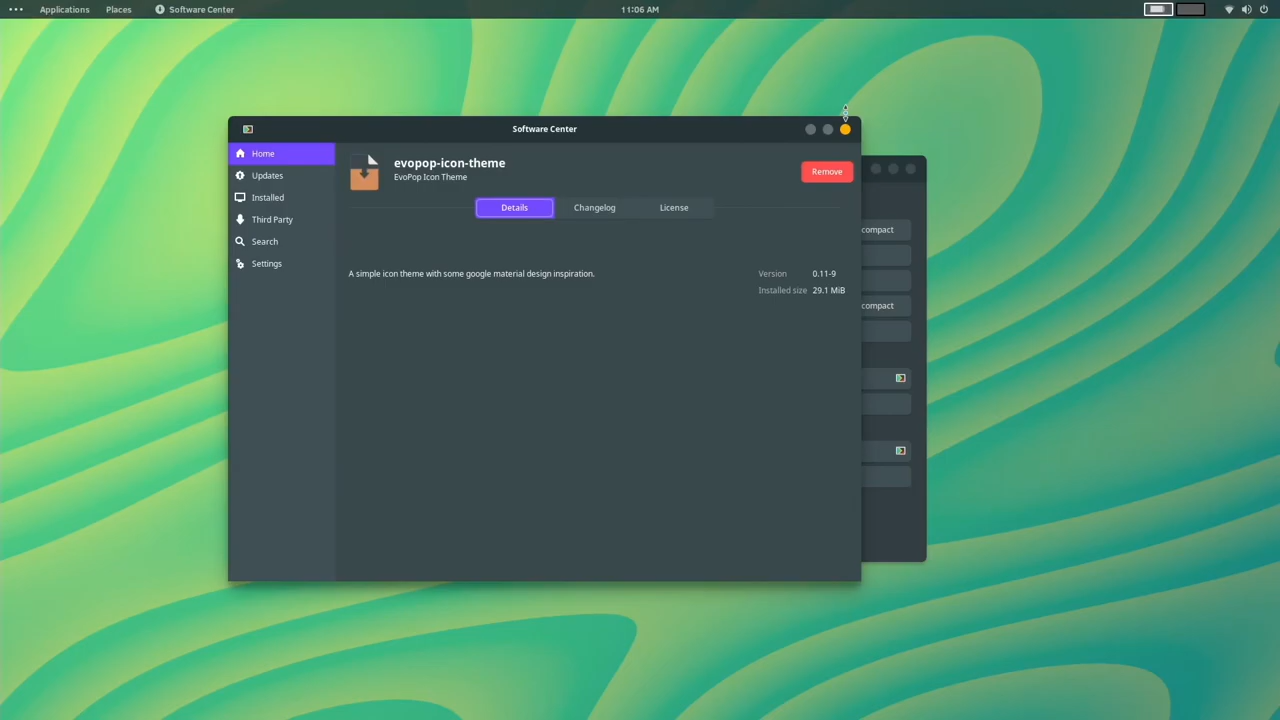 Applications Places Software Center 11:06 AM
Software Center
Home
Updates
Installed
Third Party
Search
Settings
evopop-icon-theme
EvoPop Icon Theme
Remove
Details Changelog License
A simple icon theme with some google material design inspiration.
Version 0.11-9
Installed size 29.1 MiB
compact
compact